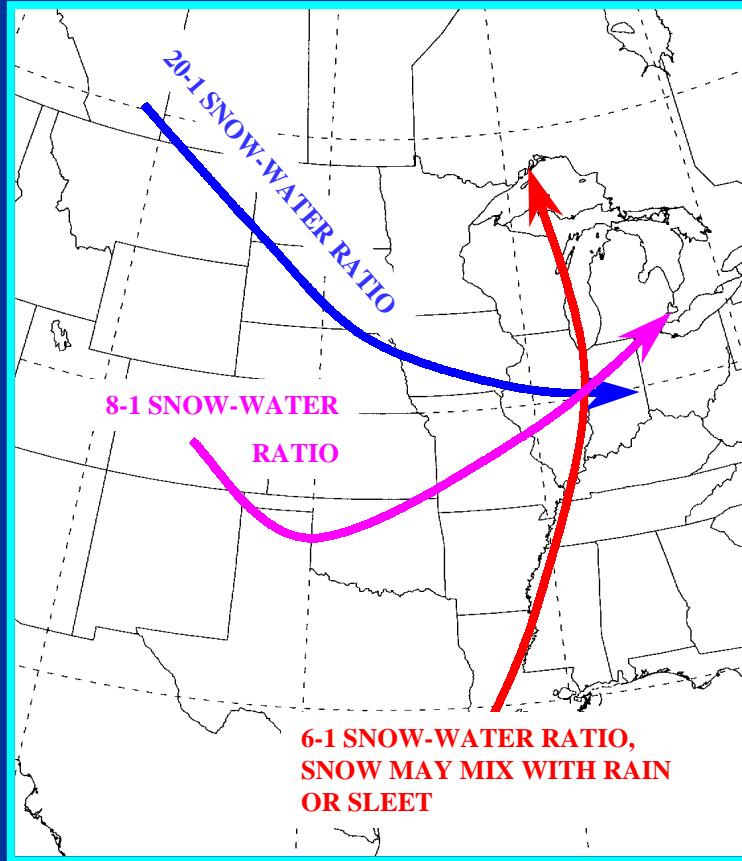 20-1 SNOW-WATER RATIO
8-1 SNOW-WATER
RATIO
6-1 SNOW-WATER RATIO,
SNOW MAY MIX WITH RAIN
OR SLEET